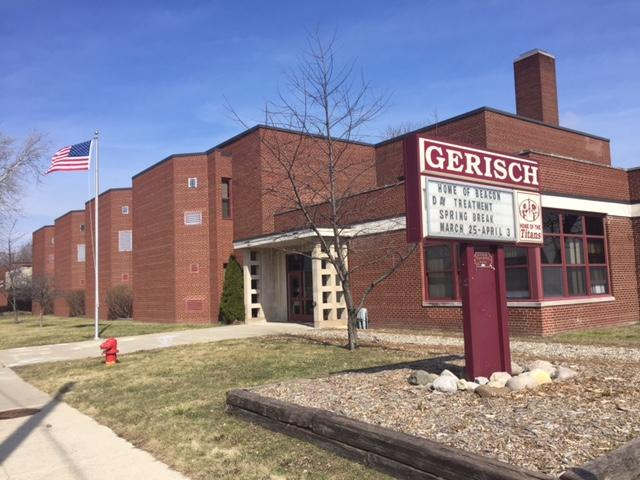 GERISCH
HOME OF BEACON
DAY TREATMENT
SPRING BREAK
MARCH 25-APRIL 3
HOME OF THE
Titans